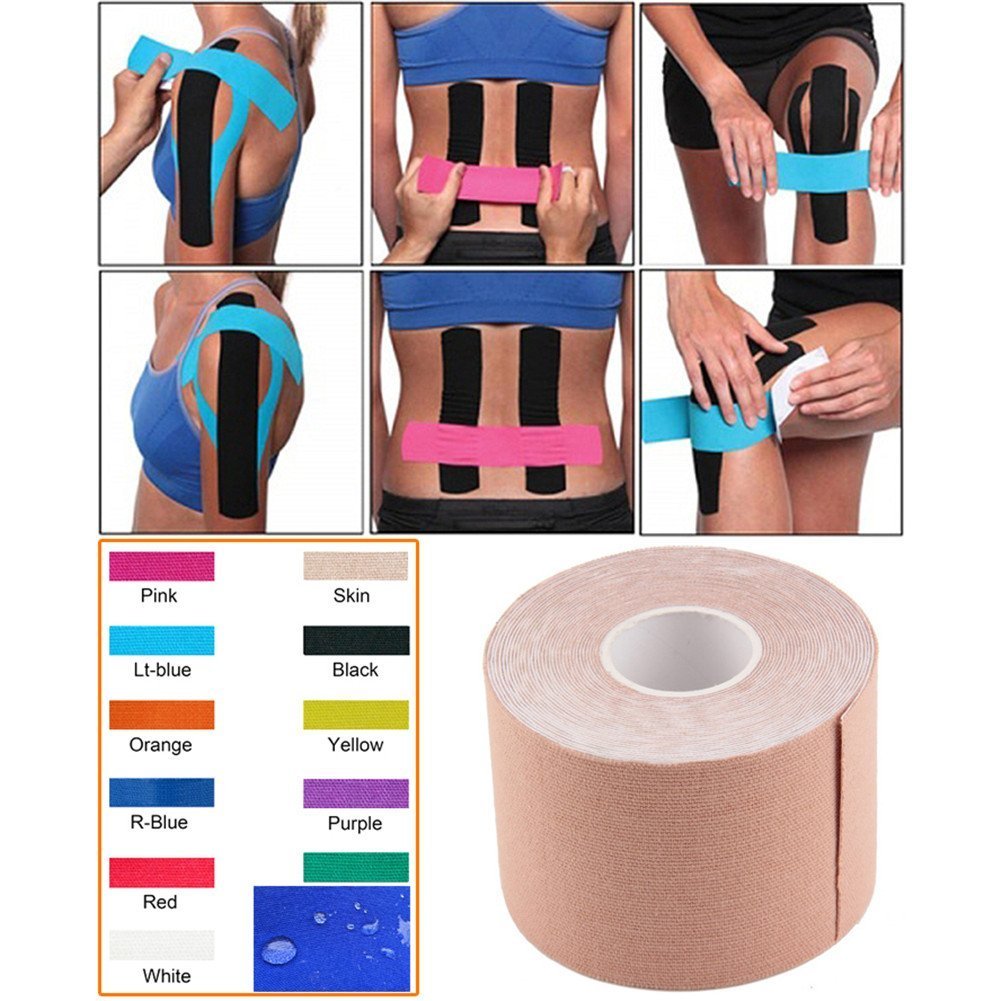 Pink
Skin
Lt-blue
Black
Orange
Yellow
R-Blue
Purple
Red
White